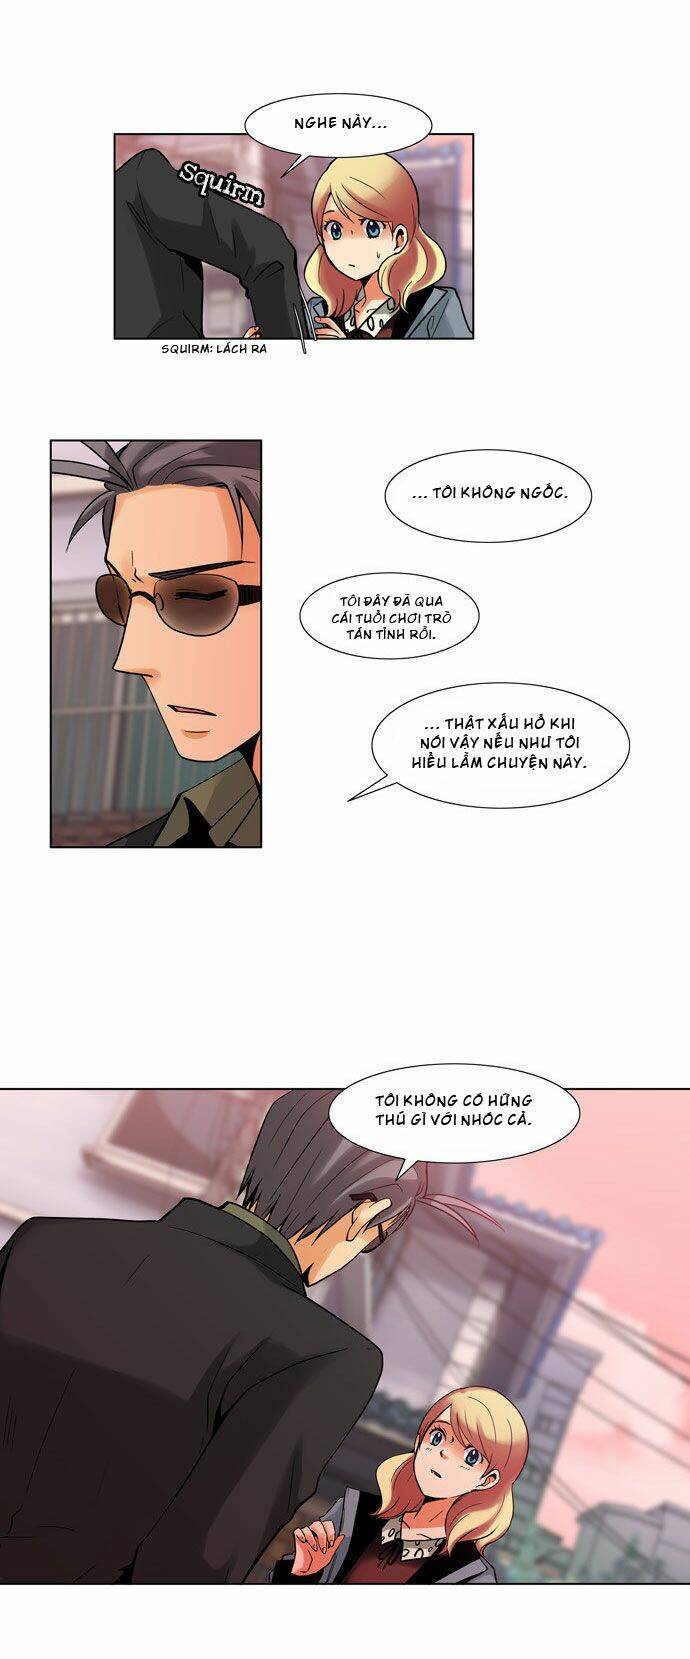 NGHE NÀY...
Squirm
SQUIRM: LÁCH RA
... TÔI KHÔNG NGỐC.
TÔI ĐÂY ĐÃ QUA
CÁI TUỔI CHƠI TRÒ
TÁN TỈNH RỒI.
... THẬT XẤU HỔ KHI
NÓI VẬY NẾU NHƯ TÔI
HIỂU LẦM CHUYỆN NÀY.
TÔI KHÔNG CÓ HỨNG
THÚ GÌ VỚI NHÓC CẢ.